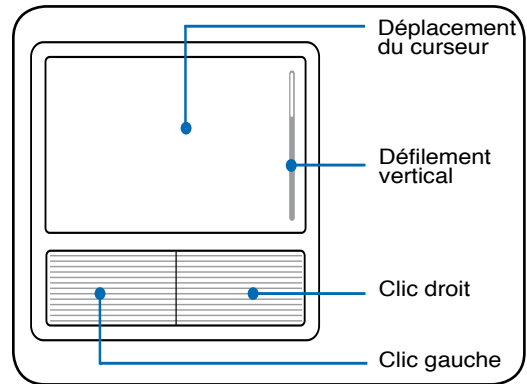 Déplacement
du curseur
Défilement
vertical
Clic droit
Clic gauche